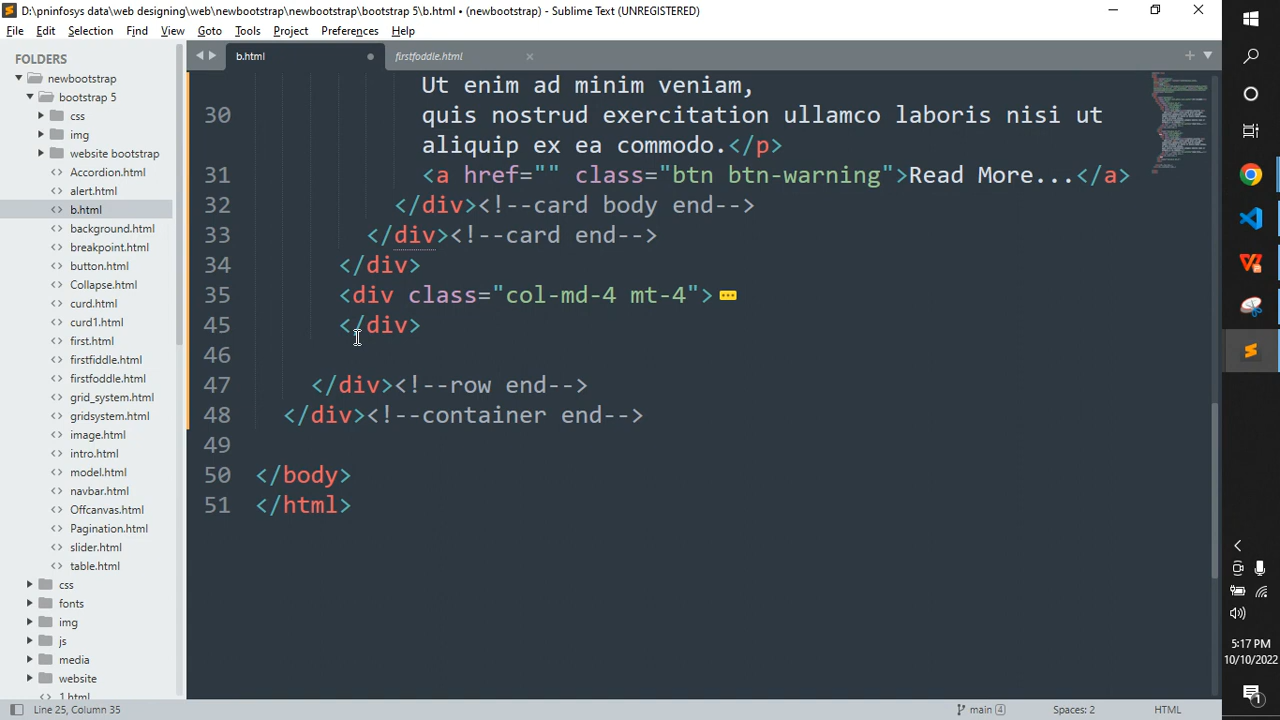 D:\pninfosys data\web designing\web\newbootstrap\newbootstrap\bootstrap 5\b.html • (newbootstrap) - Sublime Text (UNREGISTERED)
File Edit Selection Find View Goto Tools Project Preferences Help
FOLDERS
newbootstrap
bootstrap 5
css
img
website bootstrap
Accordion.html
alert.html
b.html
background.html
breakpoint.html
button.html
Collapse.html
curd.html
curd1.html
first.html
firstfiddle.html
firstfoddle.html
grid_system.html
gridsystem.html
image.html
intro.html
model.html
navbar.html
Offcanvas.html
Pagination.html
slider.html
table.html
css
fonts
img
js
media
website
1.html
b.html
firstfoddle.html
Ut enim ad minim veniam,
30 quis nostrud exercitation ullamco laboris nisi ut
aliquip ex ea commodo.</p>
31 <a href="" class="btn btn-warning">Read More...</a>
32 </div><!--card body end-->
33 </div><!--card end-->
34 </div>
35 <div class="col-md-4 mt-4">
45 </div>
46
47 </div><!--row end-->
48 </div><!--container end-->
49
50 </body>
51 </html>
Line 25, Column 35
main 4
Spaces: 2
HTML
5:17 PM
10/10/2022
1